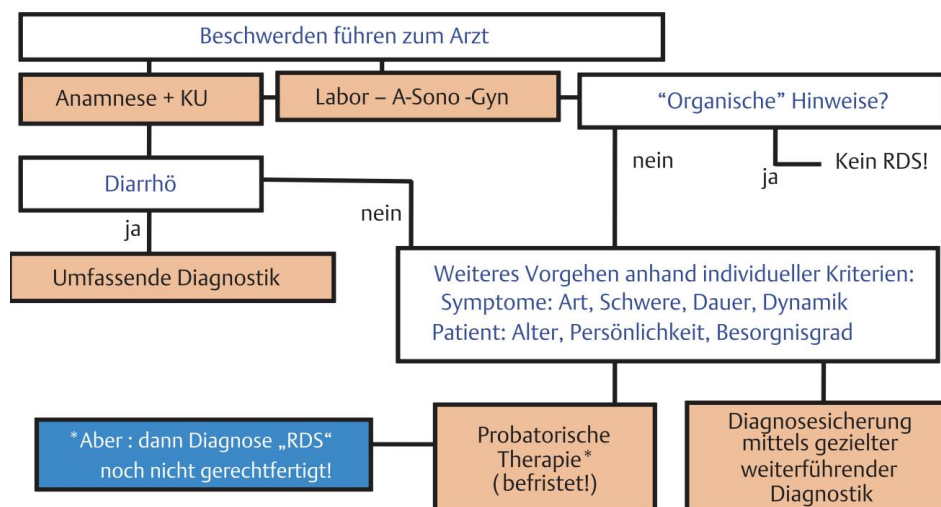 Beschwerden führen zum Arzt
Anamnese + KU
Labor – A-Sono -Gyn
“Organische” Hinweise?
nein
ja
Kein RDS!
Diarrhö
ja
nein
Umfassende Diagnostik
Weiteres Vorgehen anhand individueller Kriterien:
Symptome: Art, Schwere, Dauer, Dynamik
Patient: Alter, Persönlichkeit, Besorgnisgrad
*Aber : dann Diagnose „RDS“
noch nicht gerechtfertigt!
Probatorische
Therapie*
(befristet!)
Diagnosesicherung
mittels gezielter
weiterführender
Diagnostik